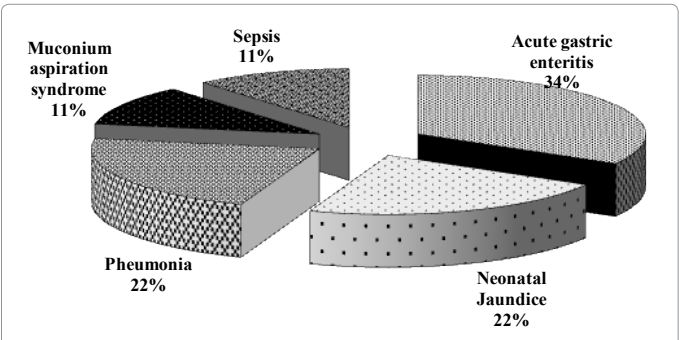 Sepsis
11%
Acute gastric
enteritis
34%
Muconium
aspiration
syndrome
11%
Pheumonia
22%
Neonatal
Jaundice
22%